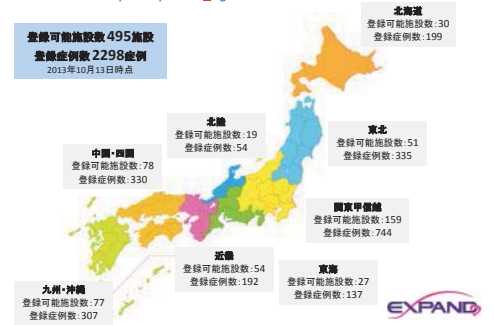 登録可能施設数 495施設
登録症例数 2298症例
2013年10月13日時点
北海道
登録可能施設数:30
登録症例数:199
北陸
登録可能施設数:19
登録症例数:54
東北
登録可能施設数:51
登録症例数:335
中国・四国
登録可能施設数:78
登録症例数:330
関東甲信越
登録可能施設数:159
登録症例数:744
近畿
登録可能施設数:54
登録症例数:192
東海
登録可能施設数:27
登録症例数:137
九州・沖縄
登録可能施設数:77
登録症例数:307
EXPAND